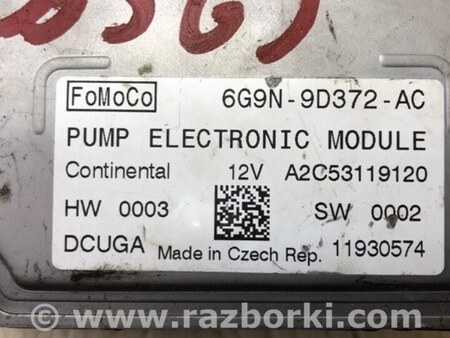 FoMoCo 6G9N-9D372-AC
PUMP ELECTRONIC MODULE
Continental 12V A2C53119120
HW 0003 SW 0002
DCUGA Made in Czech Rep. 11930574
www.razborki.com